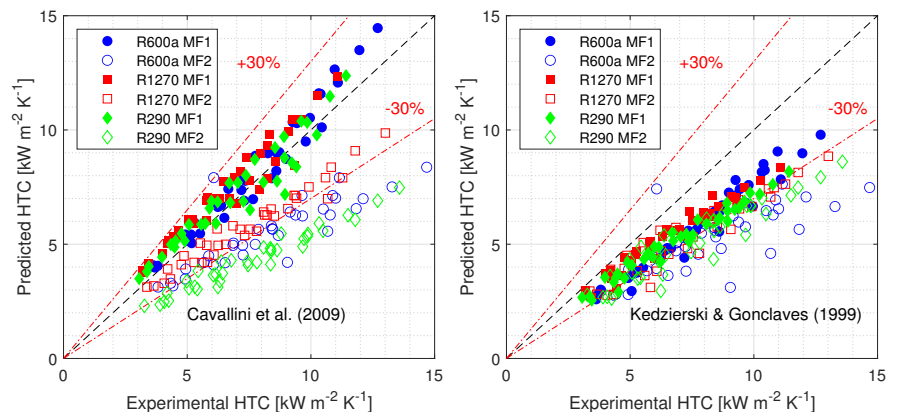 15
10
5
0
0
5
10
15
Predicted HTC [kW m⁻² K⁻¹]
Experimental HTC [kW m⁻² K⁻¹]
R600a MF1
R600a MF2
R1270 MF1
R1270 MF2
R290 MF1
R290 MF2
+30%
-30%
Cavallini et al. (2009)
15
10
5
0
0
5
10
15
Predicted HTC [kW m⁻² K⁻¹]
Experimental HTC [kW m⁻² K⁻¹]
R600a MF1
R600a MF2
R1270 MF1
R1270 MF2
R290 MF1
R290 MF2
+30%
-30%
Kedzierski & Gonclaves (1999)